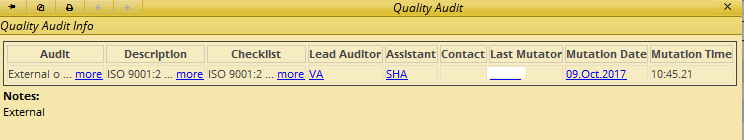 Quality Audit
Quality Audit Info
Audit Description Checklist Lead Auditor Assistant Contact Last Mutator Mutation Date Mutation Time
External o ... more ISO 9001:2 ... more ISO 9001:2 ... more VA SHA 09.Oct.2017 10:45.21
Notes:
External